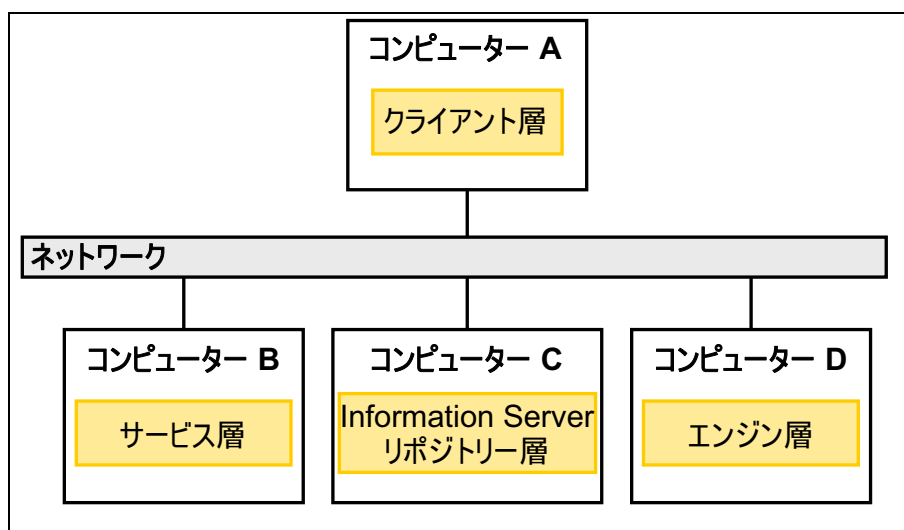 コンピューター A
クライアント層
ネットワーク
コンピューター B
サービス層
コンピューター C
Information Server
リポジトリー層
コンピューター D
エンジン層